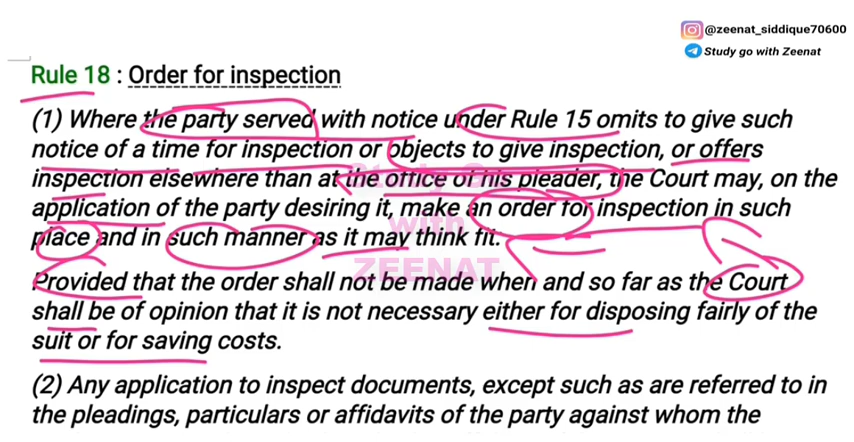 @zeenat_siddique70600
Study go with Zeenat
Rule 18 : Order for inspection
(1) Where the party served with notice under Rule 15 omits to give such
notice of a time for inspection or objects to give inspection, or offers
inspection elsewhere than at the office of his pleader, the Court may, on the
application of the party desiring it, make an order for inspection in such
place and in such manner as it may think fit.
Study Go
with
ZEENAT
Provided that the order shall not be made when and so far as the Court
shall be of opinion that it is not necessary either for disposing fairly of the
suit or for saving costs.
(2) Any application to inspect documents, except such as are referred to in
the pleadings, particulars or affidavits of the party against whom the